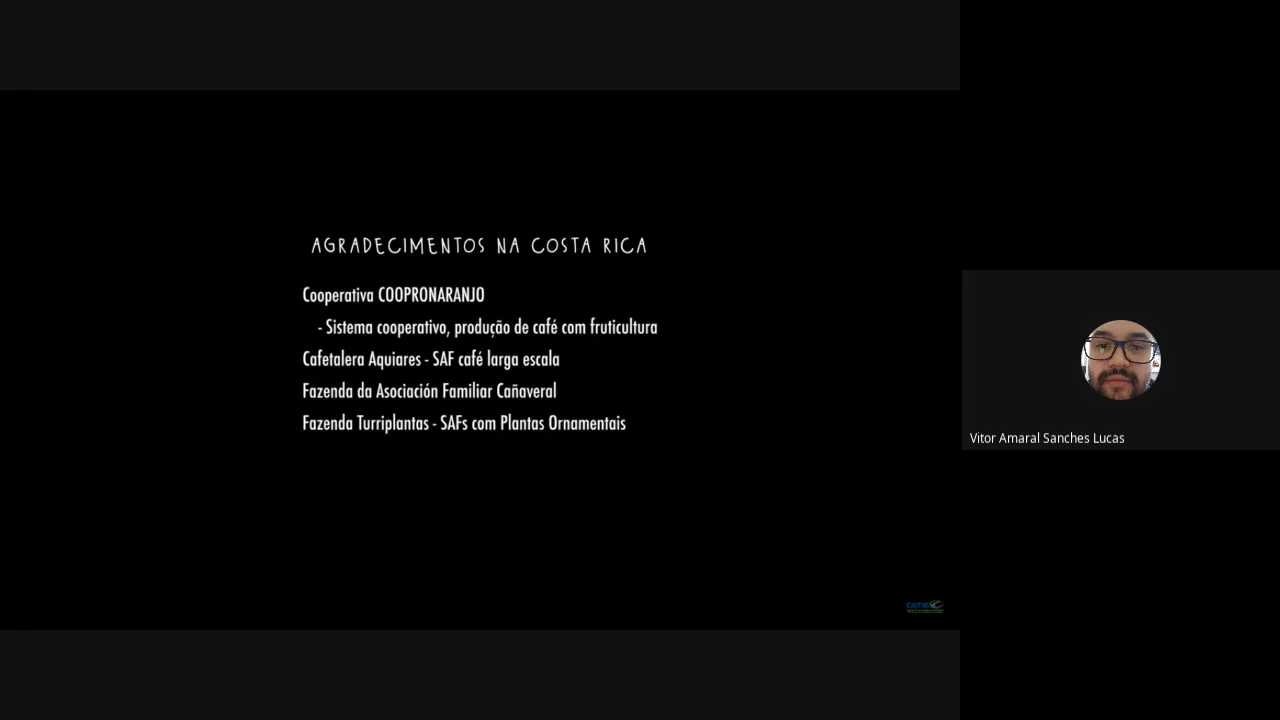 AGRADECIMENTOS NA COSTA RICA
Cooperativa COOPRONARANJO
- Sistema cooperativo, produção de café com fruticultura
Cafetalera Aquiares - SAF café larga escala
Fazenda da Asociación Familiar Cañaveral
Fazenda Turriplantas - SAFs com Plantas Ornamentais
CATIE
Vitor Amaral Sanches Lucas